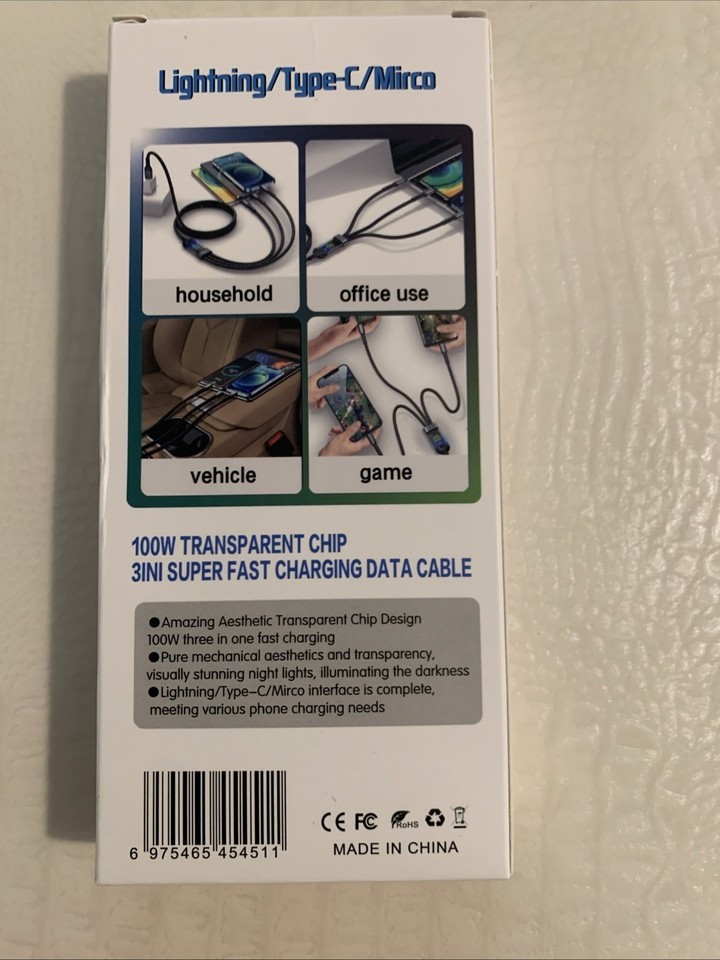 Lightning/Type-C/Mirco
household
office use
vehicle
game
100W TRANSPARENT CHIP
3INI SUPER FAST CHARGING DATA CABLE
●Amazing Aesthetic Transparent Chip Design
100W three in one fast charging
●Pure mechanical aesthetics and transparency,
visually stunning night lights, illuminating the darkness
●Lightning/Type-C/Mirco interface is complete,
meeting various phone charging needs
6 975465 454511
CE FC RoHS
MADE IN CHINA